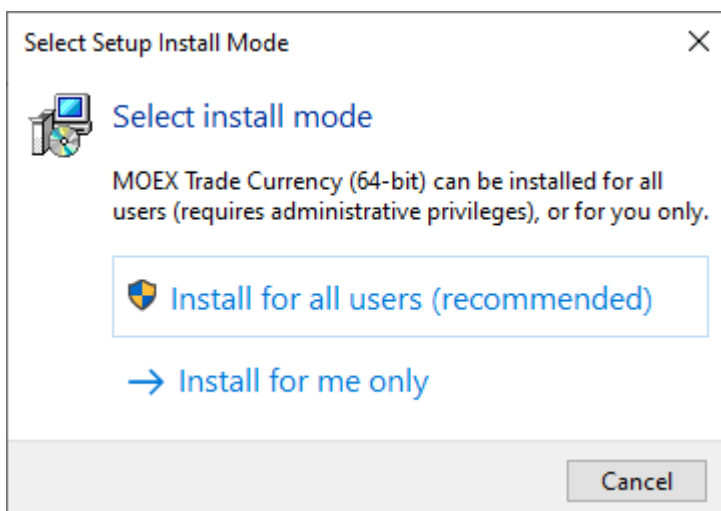 Select Setup Install Mode
Select install mode
MOEX Trade Currency (64-bit) can be installed for all
users (requires administrative privileges), or for you only.
Install for all users (recommended)
Install for me only
Cancel